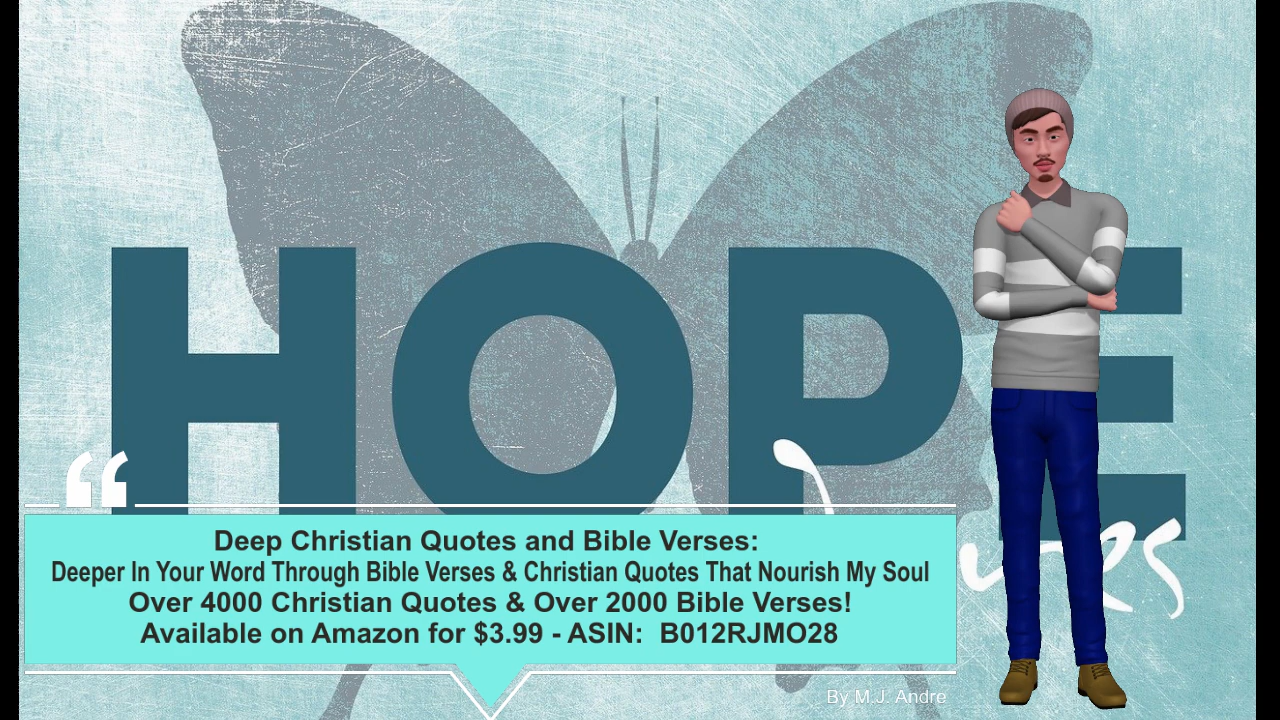 HOPE
“
Deep Christian Quotes and Bible Verses:
Deeper In Your Word Through Bible Verses & Christian Quotes That Nourish My Soul
Over 4000 Christian Quotes & Over 2000 Bible Verses!
Available on Amazon for $3.99 - ASIN:  B012RJMO28
By M.J. Andre